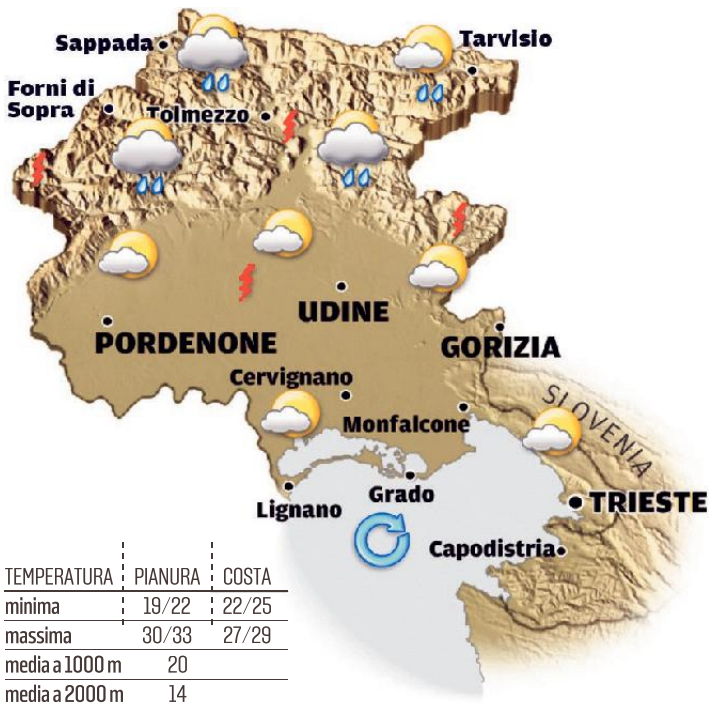 Sappada
Tarvisio
Forni di
Sopra
Tolmezzo
UDINE
PORDENONE
GORIZIA
Cervignano
SLOVENIA
Monfalcone
Grado
Lignano
TRIESTE
Capodistria
TEMPERATURA PIANURA COSTA
minima 19/22 22/25
massima 30/33 27/29
media a 1000 m 20
media a 2000 m 14